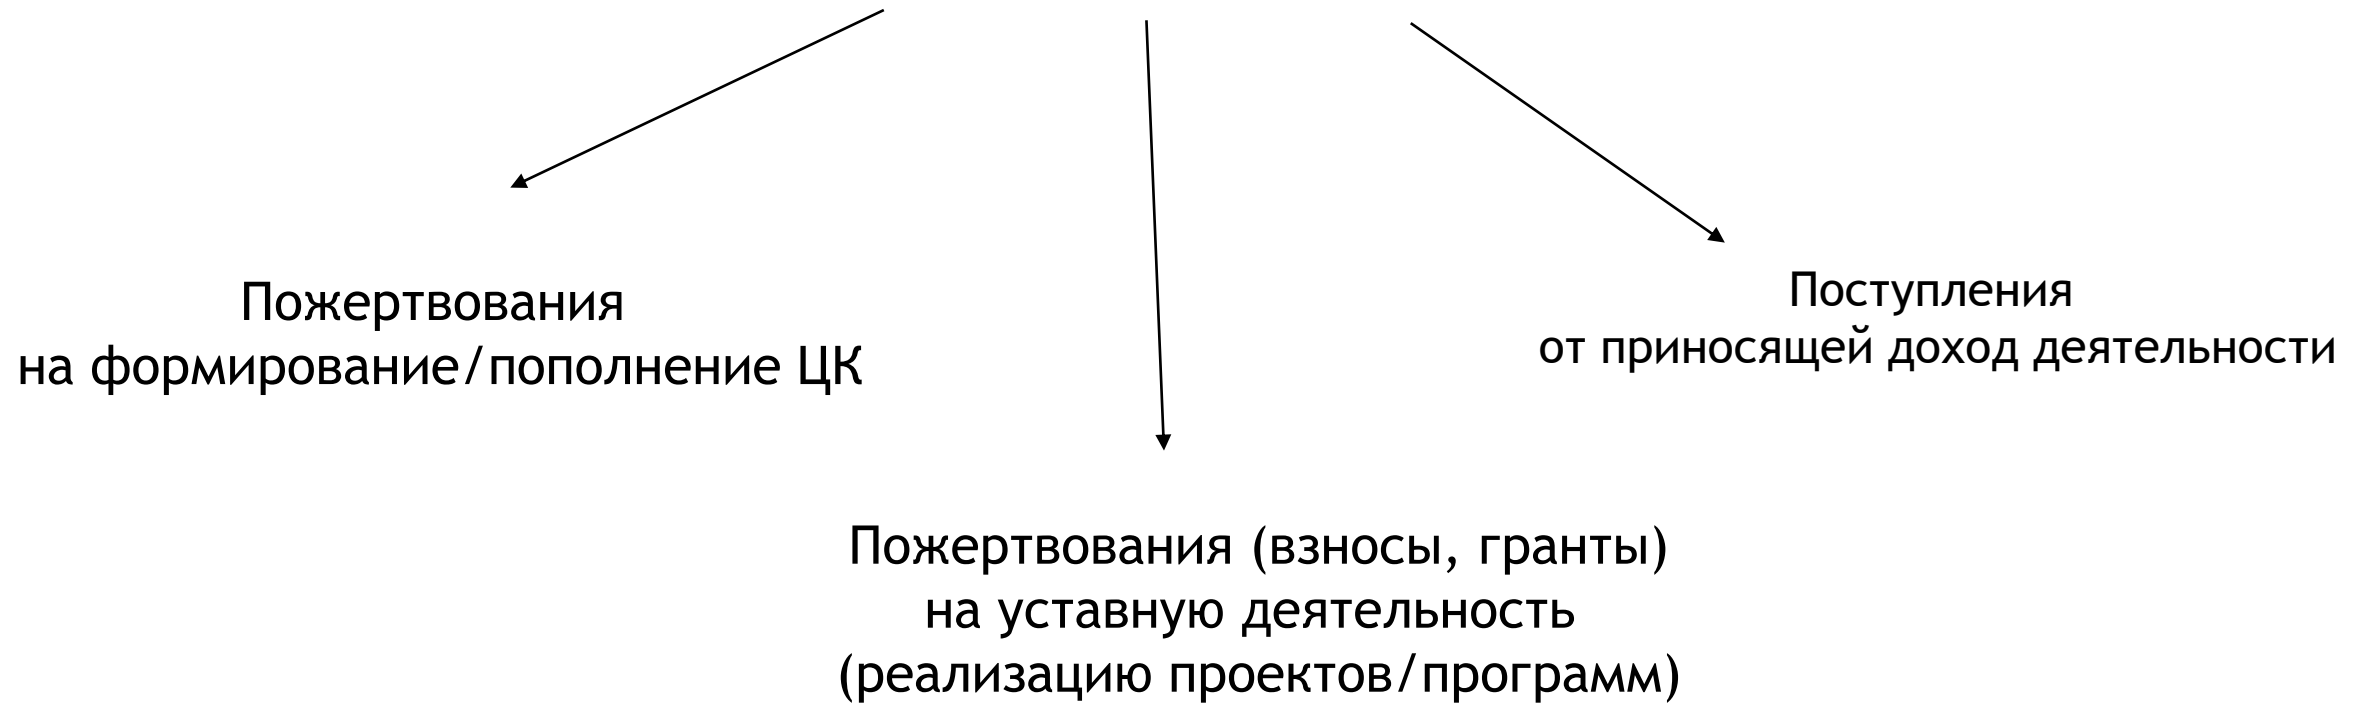 Пожертвования
на формирование/пополнение ЦК
Поступления
от приносящей доход деятельности
Пожертвования (взносы, гранты)
на уставную деятельность
(реализацию проектов/программ)